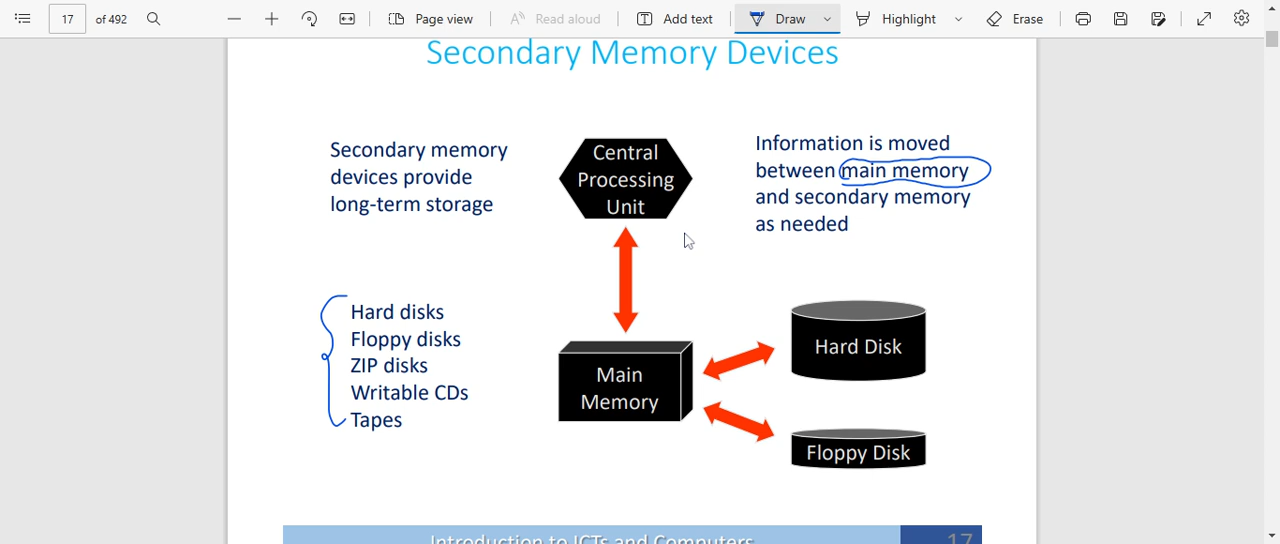 17
of 492
Page view
Read aloud
Add text
Draw
Highlight
Erase
Secondary Memory Devices
Secondary memory
devices provide
long-term storage
Central
Processing
Unit
Information is moved
between main memory
and secondary memory
as needed
Hard disks
Floppy disks
ZIP disks
Writable CDs
Tapes
Main
Memory
Hard Disk
Floppy Disk
Introduction to ICTs and Computers
17